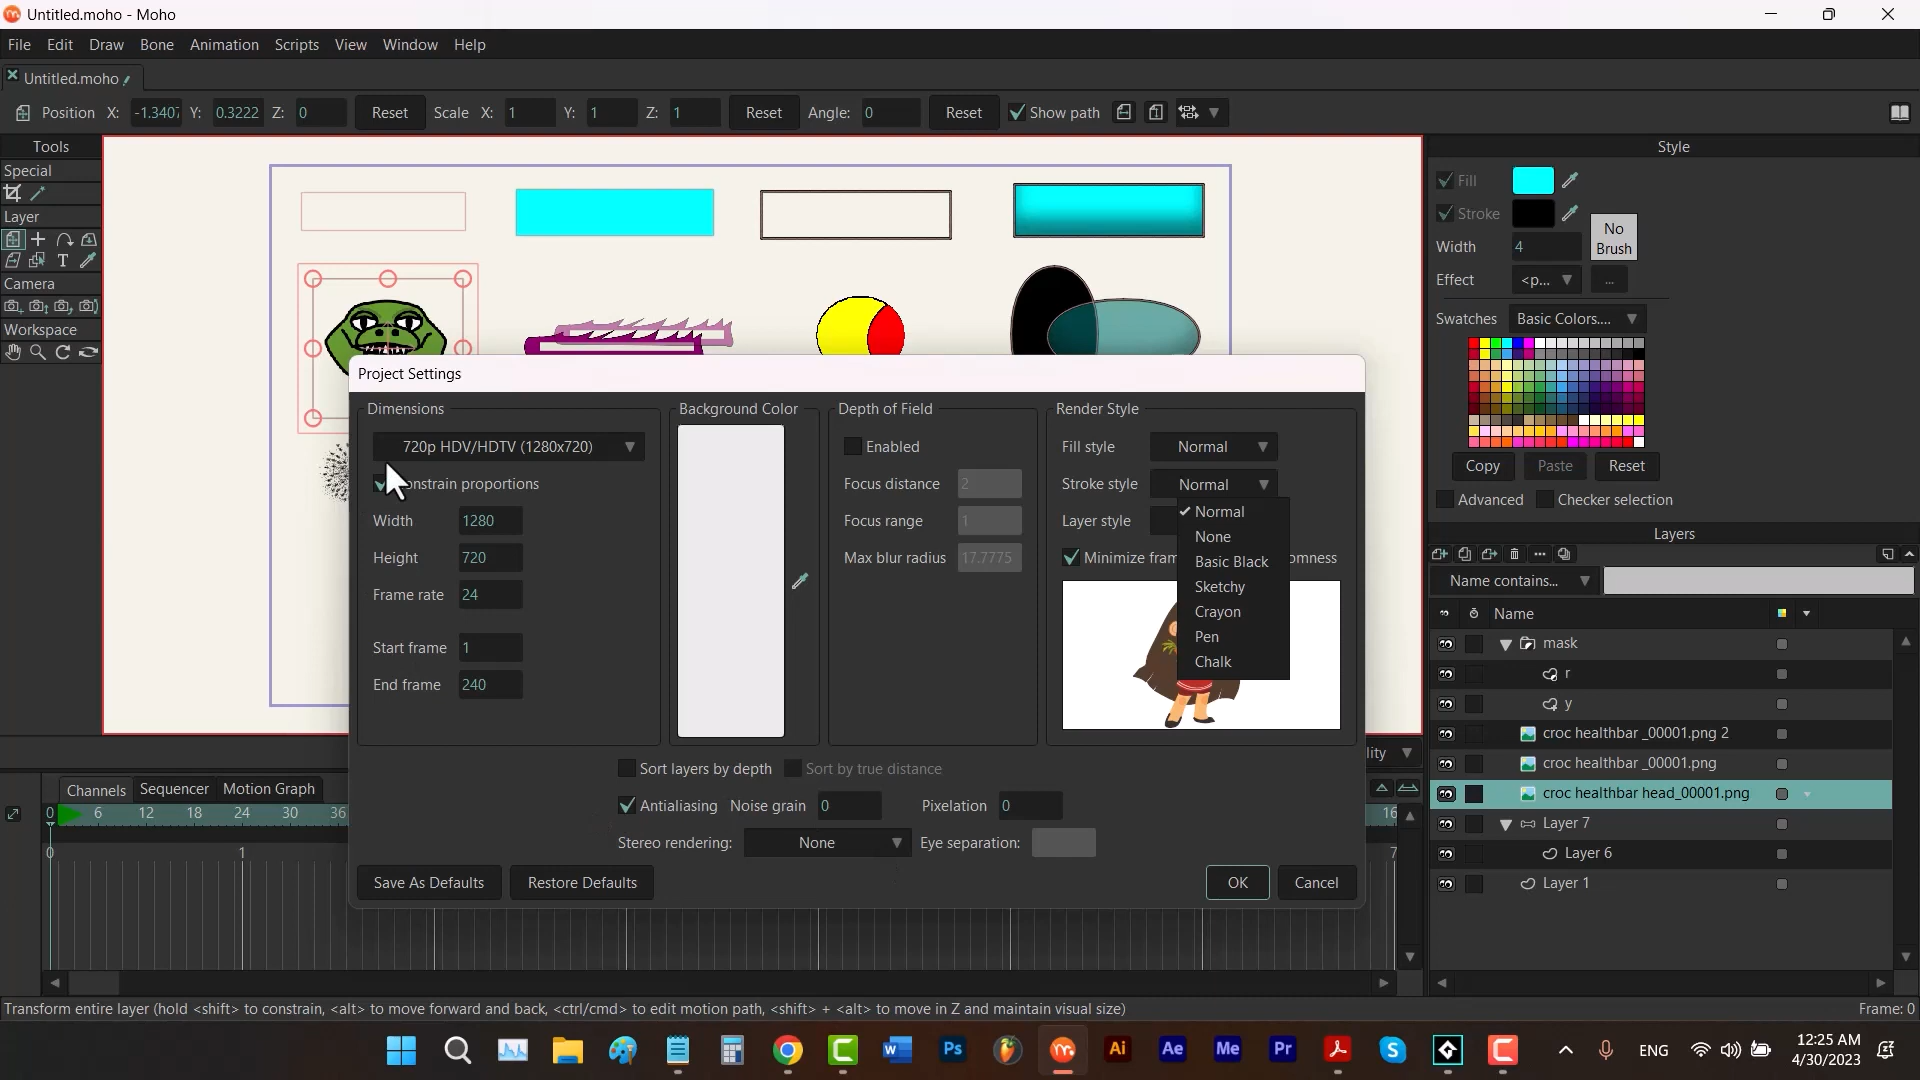 Untitled.moho - Moho
File Edit Draw Bone Animation Scripts View Window Help
Untitled.moho
Position X: -1.3407 Y: 0.3222 Z: 0 Reset Scale X: 1 Y: 1 Z: 1 Reset Angle: 0 Reset Show path
Tools
Special
Layer
Camera
Workspace
Style
Fill
Stroke
Width 4
No Brush
Effect <p... ...
Swatches Basic Colors....
Copy Paste Reset
Advanced Checker selection
Layers
Name contains...
Name
mask
r
y
croc healthbar _00001.png 2
croc healthbar _00001.png
croc healthbar head_00001.png
Layer 7
Layer 6
Layer 1
Project Settings
Dimensions
720p HDV/HDTV (1280x720)
onstrain proportions
Width 1280
Height 720
Frame rate 24
Start frame 1
End frame 240
Background Color
Depth of Field
Enabled
Focus distance 2
Focus range 1
Max blur radius 17.7775
Render Style
Fill style Normal
Stroke style Normal
Layer style
Minimize fram omness
Normal
None
Basic Black
Sketchy
Crayon
Pen
Chalk
Sort layers by depth Sort by true distance
Antialiasing Noise grain 0 Pixelation 0
Stereo rendering: None Eye separation:
Save As Defaults Restore Defaults OK Cancel
lity
Channels Sequencer Motion Graph
0 6 12 18 24 30 36 16
0 1 7
Transform entire layer (hold <shift> to constrain, <alt> to move forward and back, <ctrl/cmd> to edit motion path, <shift> + <alt> to move in Z and maintain visual size) Frame: 0
Ps Ai Ae Me Pr
ENG
12:25 AM
4/30/2023